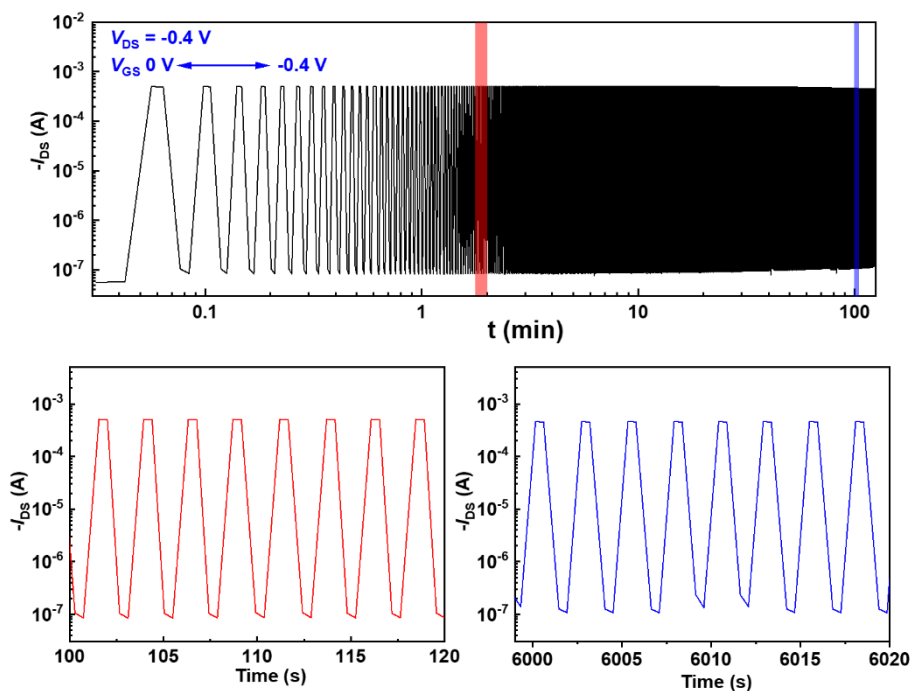 10⁻²
V_DS = -0.4 V
V_GS 0 V -0.4 V
10⁻³
10⁻⁴
10⁻⁵
10⁻⁶
10⁻⁷
-I_DS (A)
0.1 1 10 100
t (min)
10⁻³
10⁻⁴
10⁻⁵
10⁻⁶
10⁻⁷
-I_DS (A)
100 105 110 115 120
Time (s)
10⁻³
10⁻⁴
10⁻⁵
10⁻⁶
10⁻⁷
-I_DS (A)
6000 6005 6010 6015 6020
Time (s)